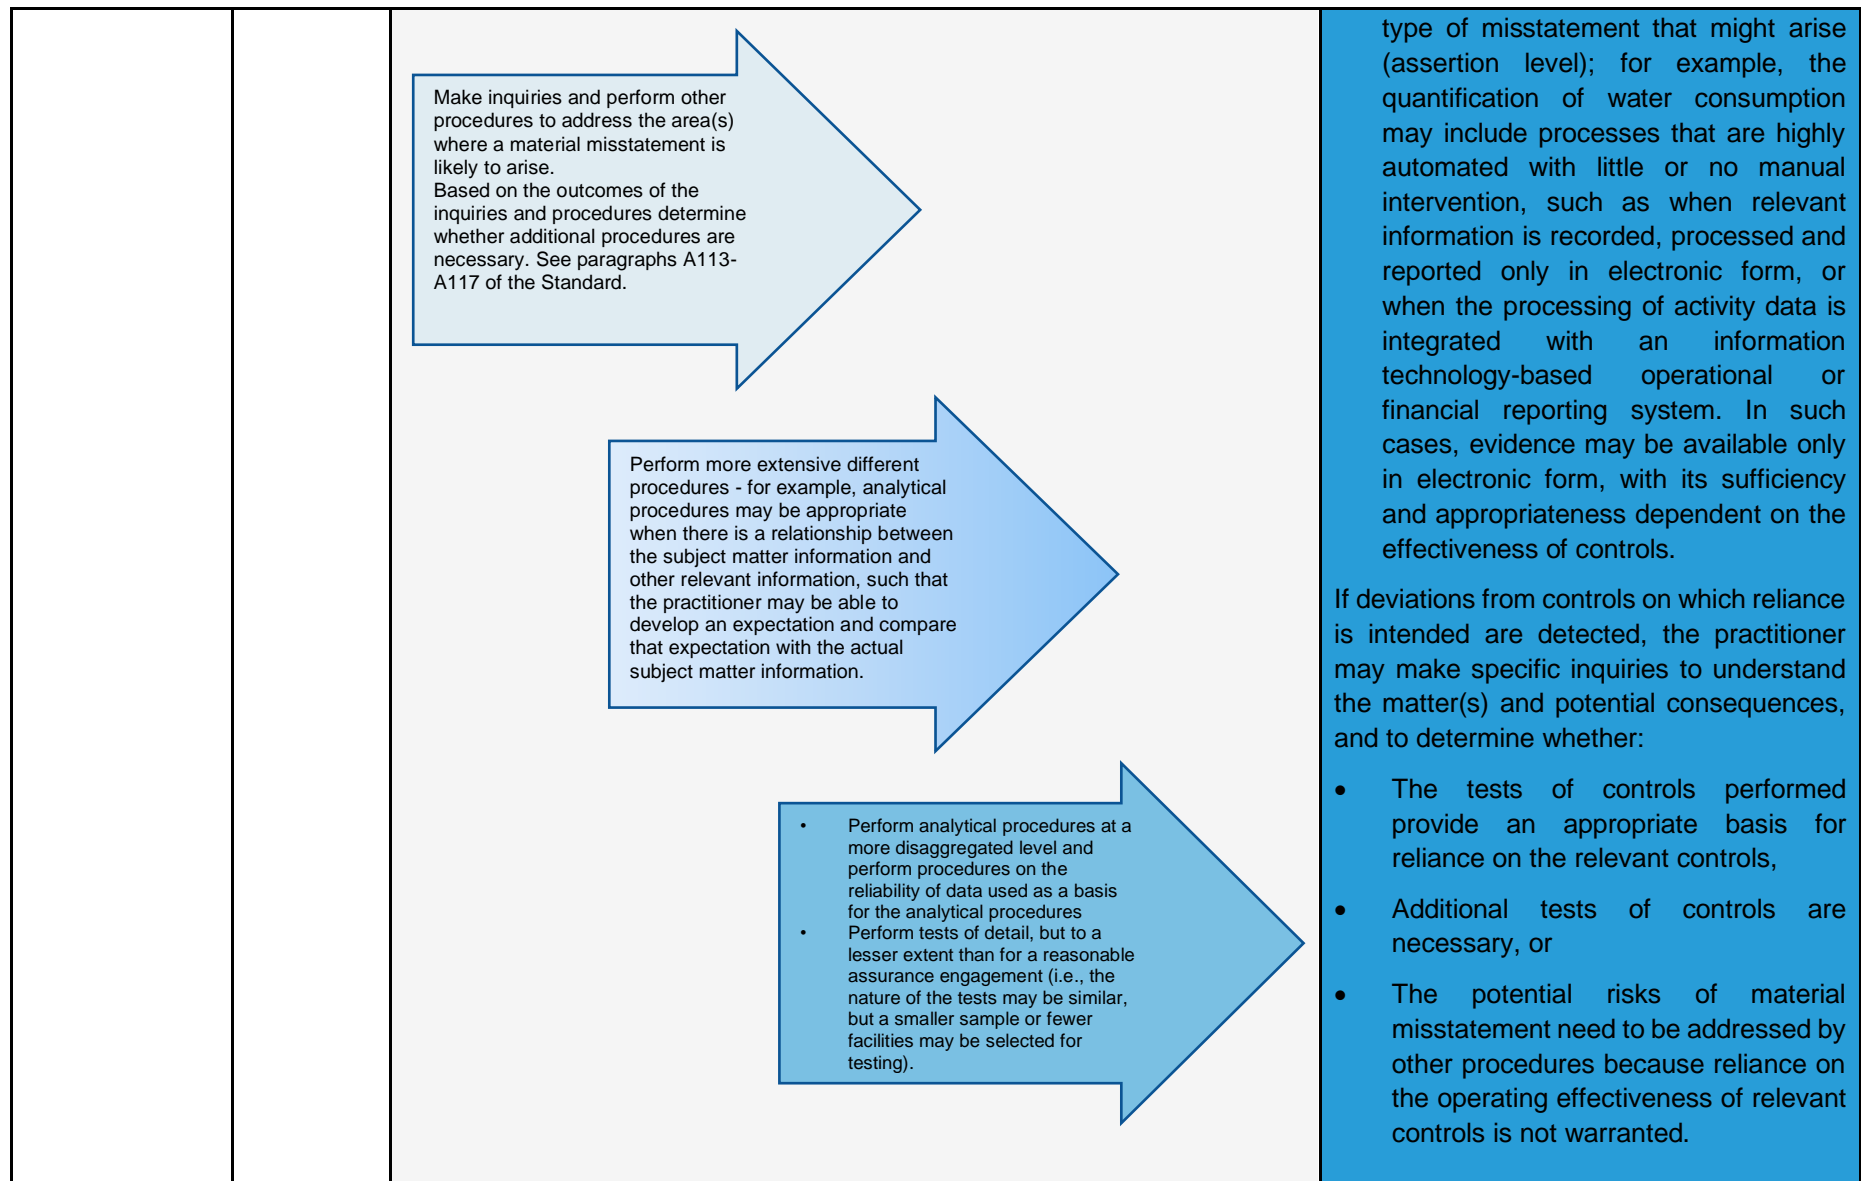 Make inquiries and perform other
procedures to address the area(s)
where a material misstatement is
likely to arise.
Based on the outcomes of the
inquiries and procedures determine
whether additional procedures are
necessary. See paragraphs A113-
A117 of the Standard.
Perform more extensive different
procedures - for example, analytical
procedures may be appropriate
when there is a relationship between
the subject matter information and
other relevant information, such that
the practitioner may be able to
develop an expectation and compare
that expectation with the actual
subject matter information.
• Perform analytical procedures at a
more disaggregated level and
perform procedures on the
reliability of data used as a basis
for the analytical procedures
• Perform tests of detail, but to a
lesser extent than for a reasonable
assurance engagement (i.e., the
nature of the tests may be similar,
but a smaller sample or fewer
facilities may be selected for
testing).
type of misstatement that might arise
(assertion level); for example, the
quantification of water consumption
may include processes that are highly
automated with little or no manual
intervention, such as when relevant
information is recorded, processed and
reported only in electronic form, or
when the processing of activity data is
integrated with an information
technology-based operational or
financial reporting system. In such
cases, evidence may be available only
in electronic form, with its sufficiency
and appropriateness dependent on the
effectiveness of controls.
If deviations from controls on which reliance
is intended are detected, the practitioner
may make specific inquiries to understand
the matter(s) and potential consequences,
and to determine whether:
• The tests of controls performed
provide an appropriate basis for
reliance on the relevant controls,
• Additional tests of controls are
necessary, or
• The potential risks of material
misstatement need to be addressed by
other procedures because reliance on
the operating effectiveness of relevant
controls is not warranted.